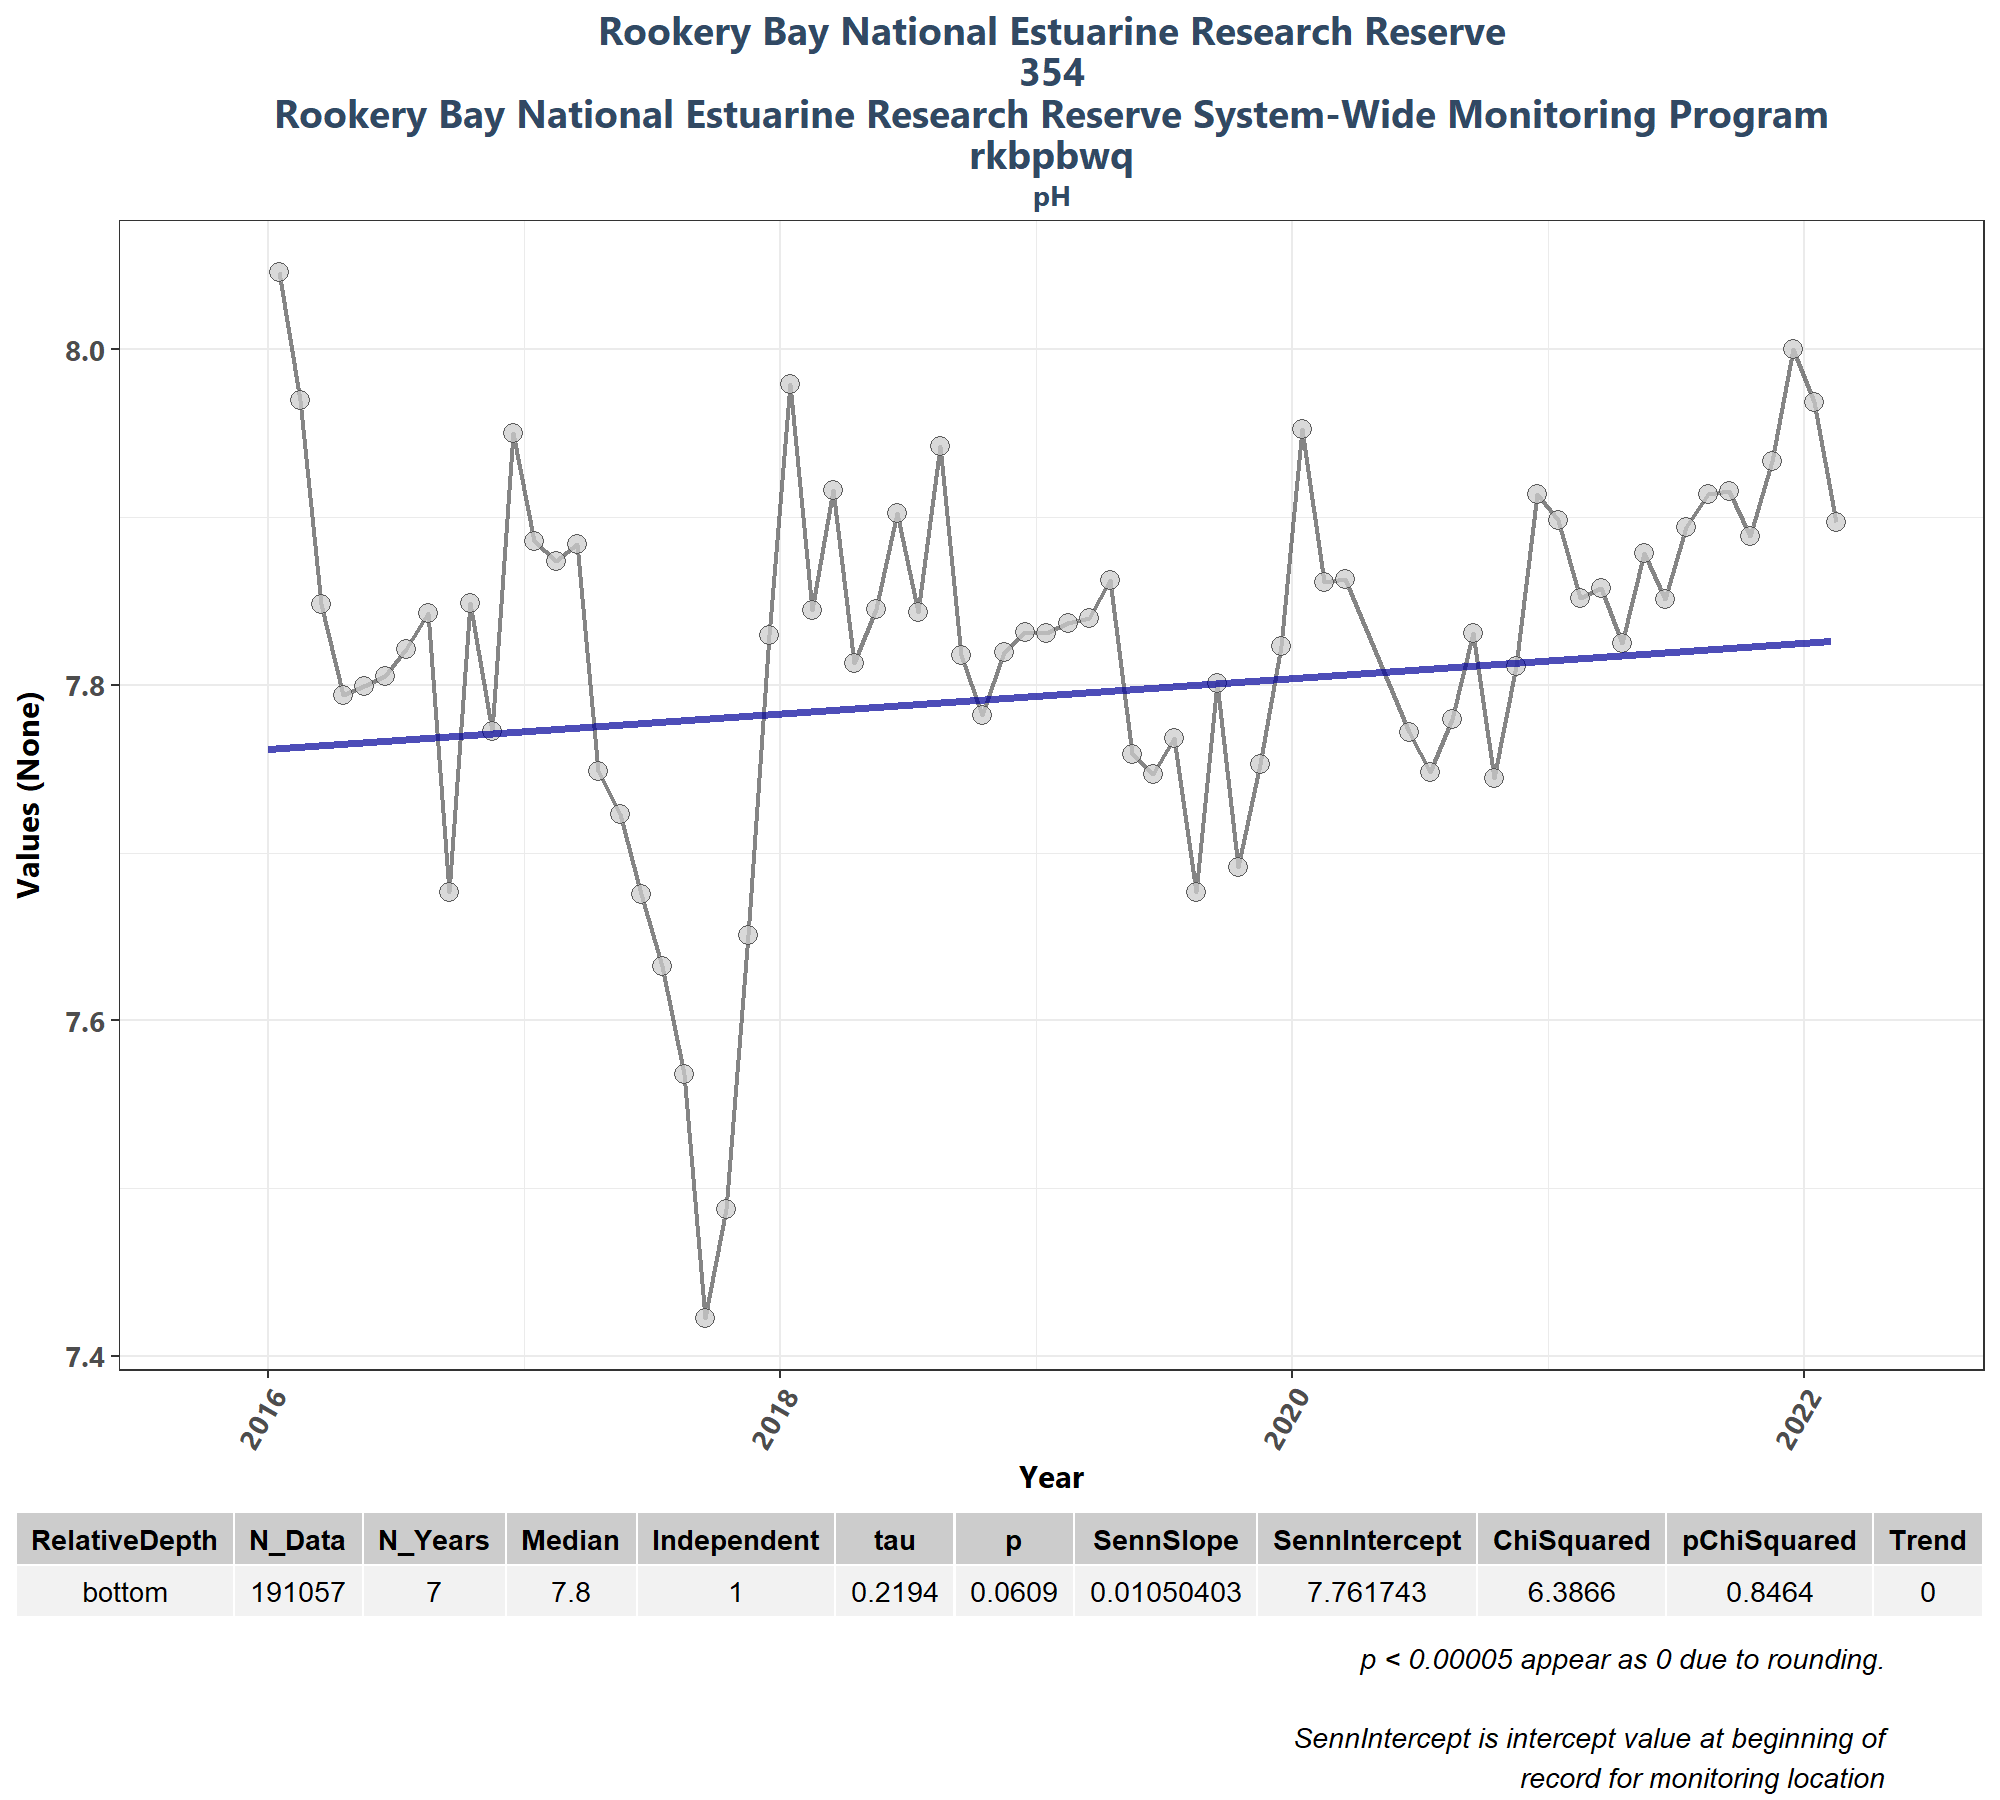 Rookery Bay National Estuarine Research Reserve
354
Rookery Bay National Estuarine Research Reserve System-Wide Monitoring Program
rkbpbwq
pH
Values (None)
8.0
7.8
7.6
7.4
2016 2018 2020 2022
Year
RelativeDepth N_Data N_Years Median Independent tau p SennSlope SennIntercept ChiSquared pChiSquared Trend
bottom 191057 7 7.8 1 0.2194 0.0609 0.01050403 7.761743 6.3866 0.8464 0
p < 0.00005 appear as 0 due to rounding.
SennIntercept is intercept value at beginning of
record for monitoring location